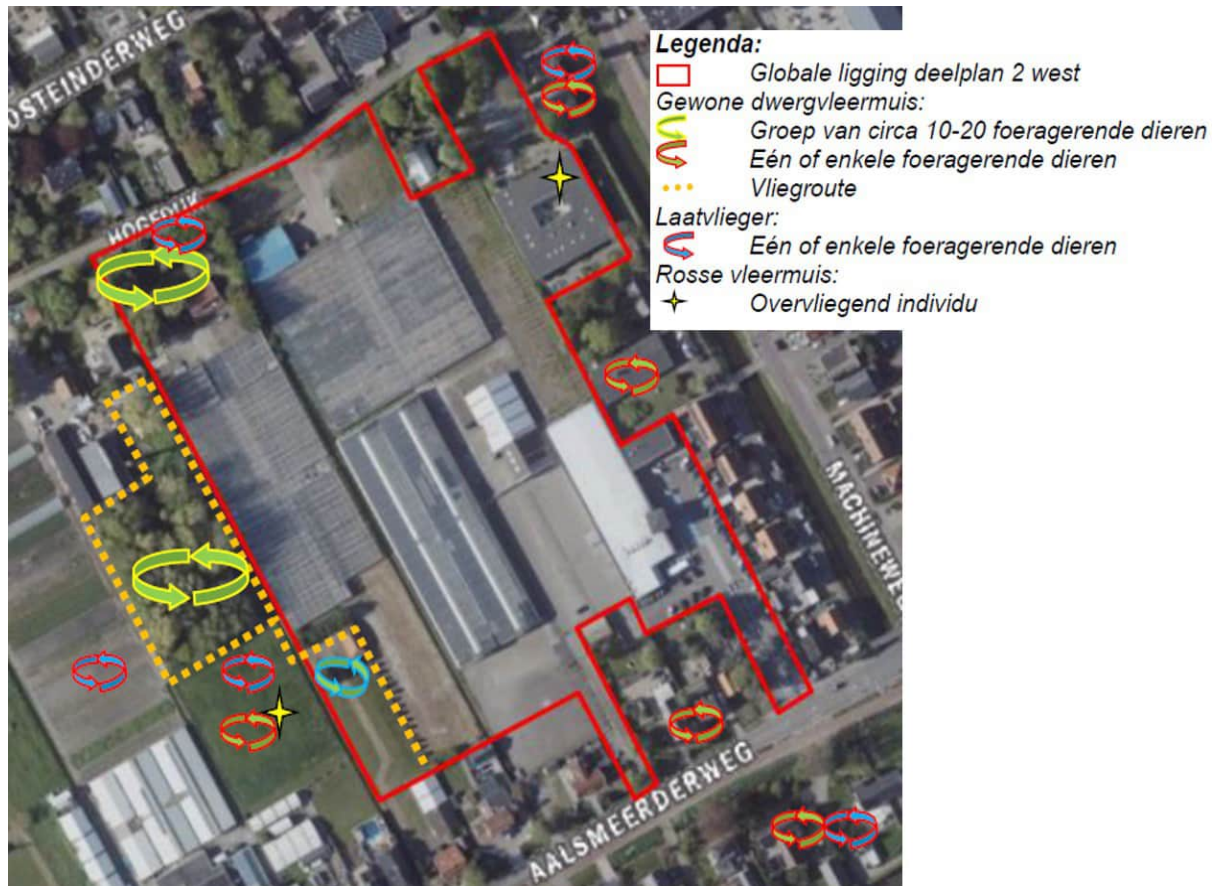 OOSTEINDERWEG
HOGEDIJK
MACHINEWEG
AALSMEERDERWEG
Legenda:
Globale ligging deelplan 2 west
Gewone dwergvleermuis:
Groep van circa 10-20 foeragerende dieren
Eén of enkele foeragerende dieren
Vliegroute
Laatvlieger:
Eén of enkele foeragerende dieren
Rosse vleermuis:
Overvliegend individu